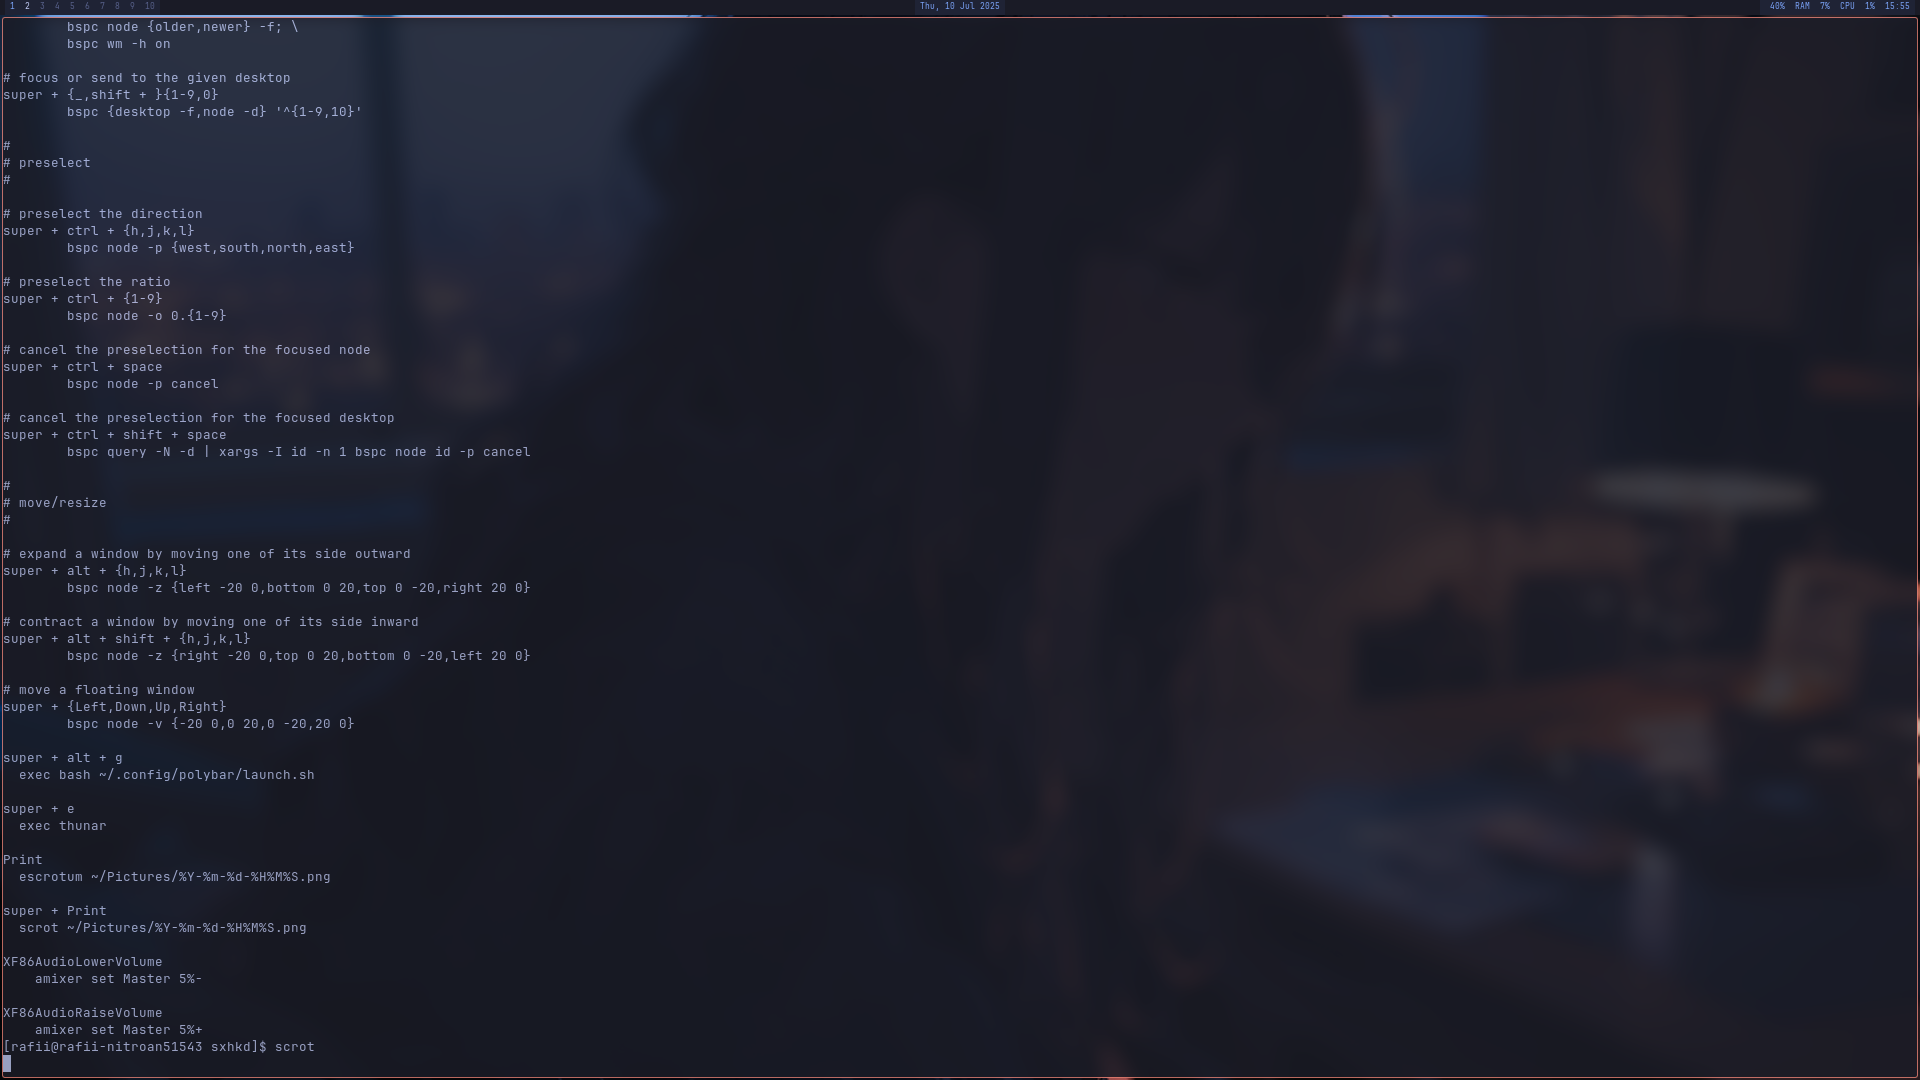 1 2 3 4 5 6 7 8 9 10 Thu, 10 Jul 2025 40% RAM 7% CPU 1% 15:55
bspc node {older,newer} -f; \
bspc wm -h on
# focus or send to the given desktop
super + {_,shift + }{1-9,0}
bspc {desktop -f,node -d} '^{1-9,10}'
#
# preselect
#
# preselect the direction
super + ctrl + {h,j,k,l}
bspc node -p {west,south,north,east}
# preselect the ratio
super + ctrl + {1-9}
bspc node -o 0.{1-9}
# cancel the preselection for the focused node
super + ctrl + space
bspc node -p cancel
# cancel the preselection for the focused desktop
super + ctrl + shift + space
bspc query -N -d | xargs -I id -n 1 bspc node id -p cancel
#
# move/resize
#
# expand a window by moving one of its side outward
super + alt + {h,j,k,l}
bspc node -z {left -20 0,bottom 0 20,top 0 -20,right 20 0}
# contract a window by moving one of its side inward
super + alt + shift + {h,j,k,l}
bspc node -z {right -20 0,top 0 20,bottom 0 -20,left 20 0}
# move a floating window
super + {Left,Down,Up,Right}
bspc node -v {-20 0,0 20,0 -20,20 0}
super + alt + g
exec bash ~/.config/polybar/launch.sh
super + e
exec thunar
Print
escrotum ~/Pictures/%Y-%m-%d-%H%M%S.png
super + Print
scrot ~/Pictures/%Y-%m-%d-%H%M%S.png
XF86AudioLowerVolume
amixer set Master 5%-
XF86AudioRaiseVolume
amixer set Master 5%+
[rafii@rafii-nitroan51543 sxhkd]$ scrot